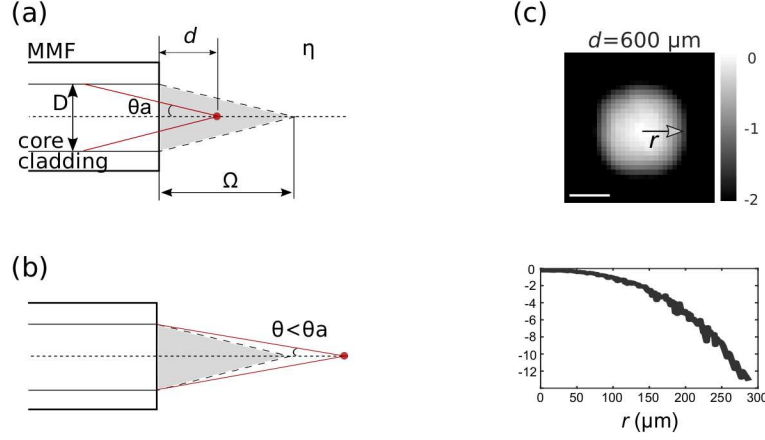 (a)
d
η
MMF
D
θa
core
cladding
Ω
(b)
θ<θa
(c)
d=600 µm
0
-1
-2
r
0
-2
-4
-6
-8
-10
-12
0 50 100 150 200 250 300
r (µm)